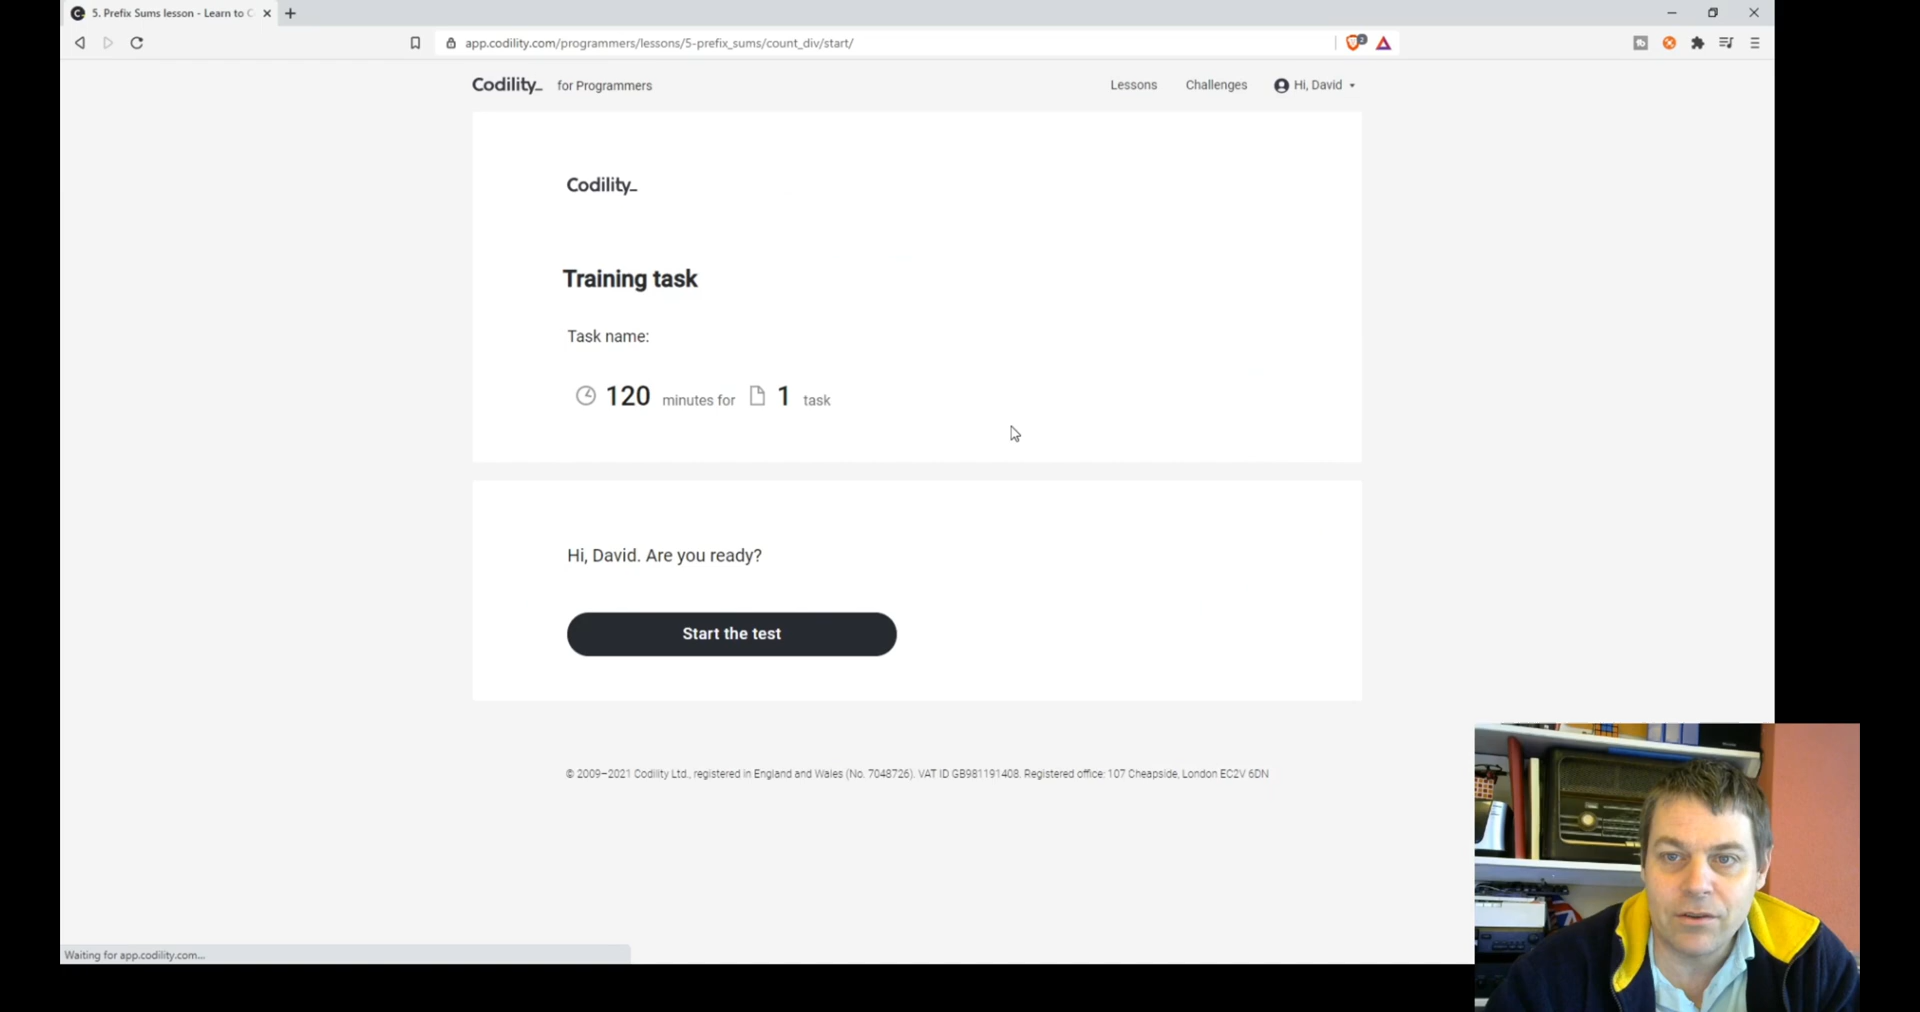 5. Prefix Sums lesson - Learn to C
app.codility.com/programmers/lessons/5-prefix_sums/count_div/start/
2
Codility_ for Programmers
Lessons
Challenges
Hi, David
Codility_
Training task
Task name:
120 minutes for 1 task
Hi, David. Are you ready?
Start the test
© 2009–2021 Codility Ltd., registered in England and Wales (No. 7048726). VAT ID GB981191408. Registered office: 107 Cheapside, London EC2V 6DN
Waiting for app.codility.com...